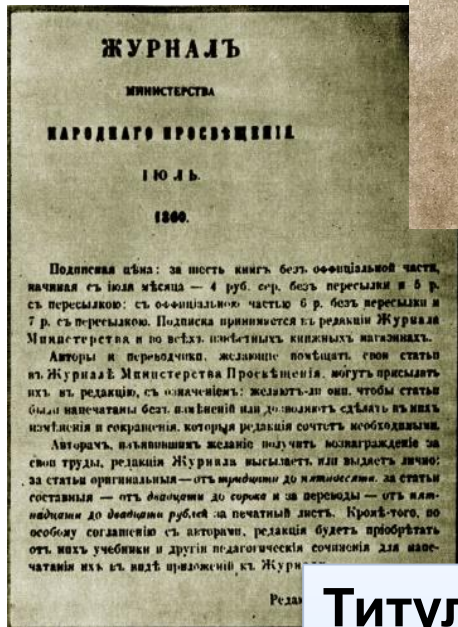 ЖУРНАЛЪ
МИНИСТЕРСТВА
НАРОДНАГО ПРОСВѢЩЕНІЯ.
ІЮЛЬ.
1860.
Подписная цѣна: за шесть книгъ безъ оффиціальной части,
начиная съ іюля мѣсяца — 4 руб. сер. безъ пересылки и 5 р.
съ пересылкою; съ оффиціальною частью 6 р. безъ пересылки и
7 р. съ пересылкою. Подписка принимается въ редакціи Журнала
Министерства и во всѣхъ извѣстныхъ книжныхъ магазинахъ.
Авторы и переводчики, желающіе помѣщать свои статьи
въ Журналѣ Министерства Просвѣщенія, могутъ присылать
ихъ въ редакцію, съ означеніемъ: желаютъ-ли они, чтобы статьи
были напечатаны безъ измѣненій или дозволяютъ сдѣлать въ нихъ
измѣненія и сокращенія, которыя редакція сочтетъ необходимыми.
Авторамъ, изъявившимъ желаніе получить вознагражденіе за
свои труды, редакція Журнала высылаетъ или выдаетъ лично:
за статьи оригинальныя — отъ тридцати до пятидесяти, за статьи
составныя — отъ двадцати до сорока и за переводы — отъ пят-
надцати до двадцати рублей за печатный листъ. Кромѣ-того, по
особому соглашенію съ авторами, редакція будетъ пріобрѣтать
отъ нихъ учебники и другія педагогическія сочиненія для напе-
чатанія ихъ въ видѣ приложеній къ
Титул